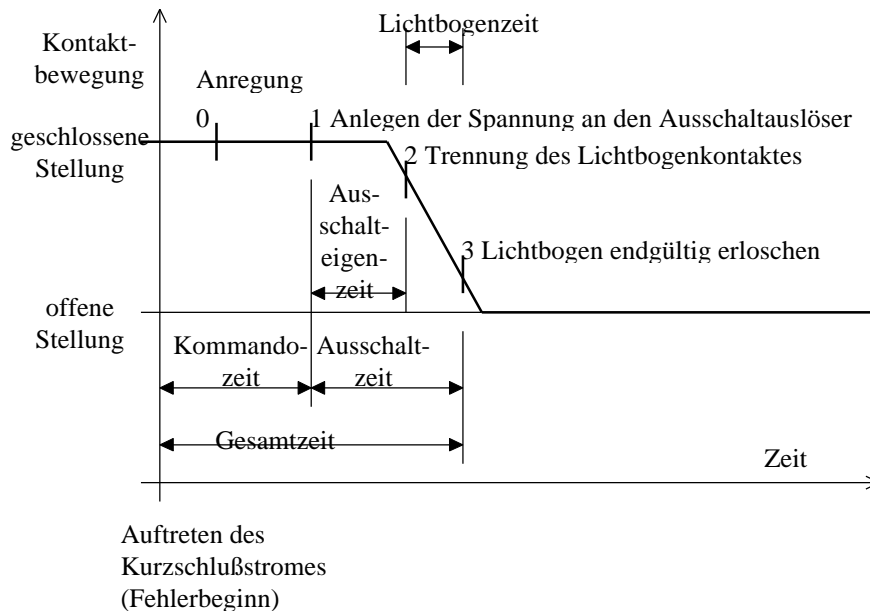 Lichtbogenzeit
Kontakt-
bewegung
Anregung
0
1 Anlegen der Spannung an den Ausschaltauslöser
geschlossene
Stellung
2 Trennung des Lichtbogenkontaktes
Aus-
schalt-
eigen-
zeit
3 Lichtbogen endgültig erloschen
offene
Stellung
Kommando-
zeit
Ausschalt-
zeit
Gesamtzeit
Zeit
Auftreten des
Kurzschlußstromes
(Fehlerbeginn)